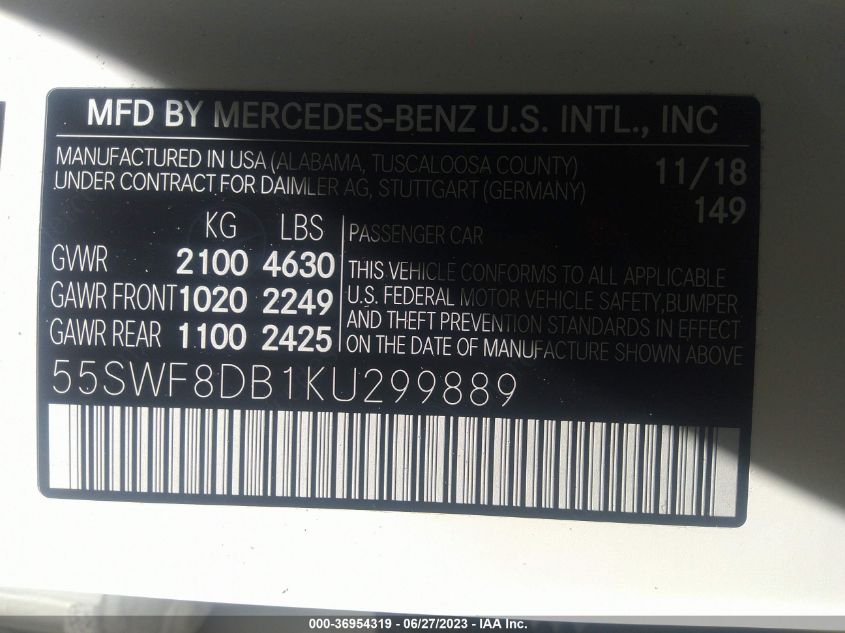 MFD BY MERCEDES-BENZ U.S. INTL., INC
MANUFACTURED IN USA (ALABAMA, TUSCALOOSA COUNTY)
UNDER CONTRACT FOR DAIMLER AG, STUTTGART (GERMANY)
11/18
149
KG LBS
GVWR 2100 4630
GAWR FRONT 1020 2249
GAWR REAR 1100 2425
PASSENGER CAR
THIS VEHICLE CONFORMS TO ALL APPLICABLE
U.S. FEDERAL MOTOR VEHICLE SAFETY, BUMPER
AND THEFT PREVENTION STANDARDS IN EFFECT
ON THE DATE OF MANUFACTURE SHOWN ABOVE
55SWF8DB1KU299889
000-36954319 - 06/27/2023 - IAA Inc.